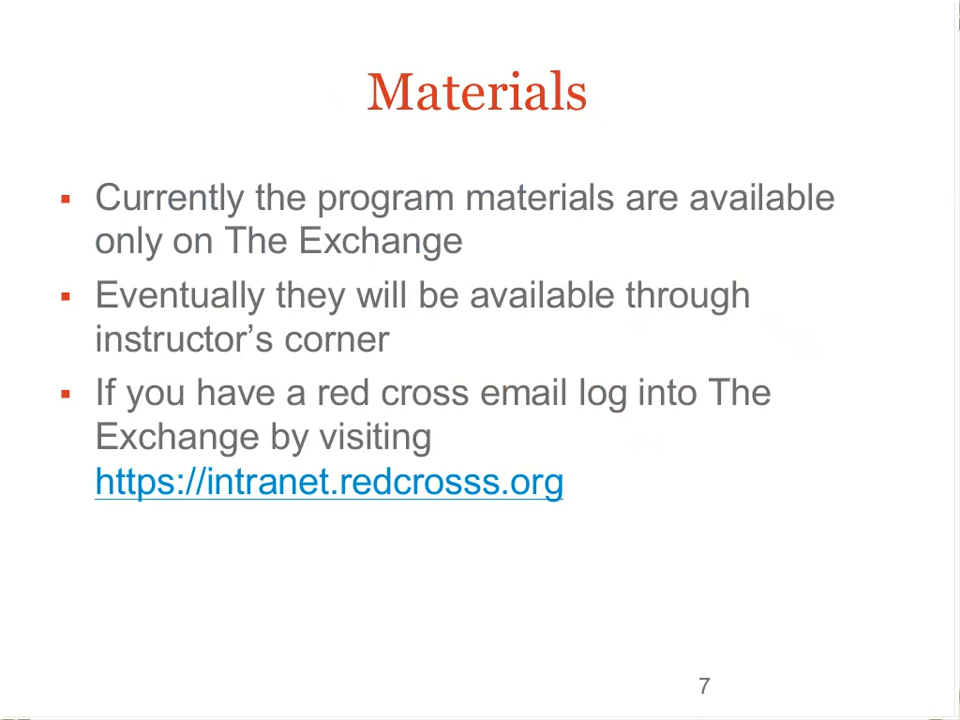 Materials
▪ Currently the program materials are available
only on The Exchange
▪ Eventually they will be available through
instructor’s corner
▪ If you have a red cross email log into The
Exchange by visiting
https://intranet.redcrosss.org
7